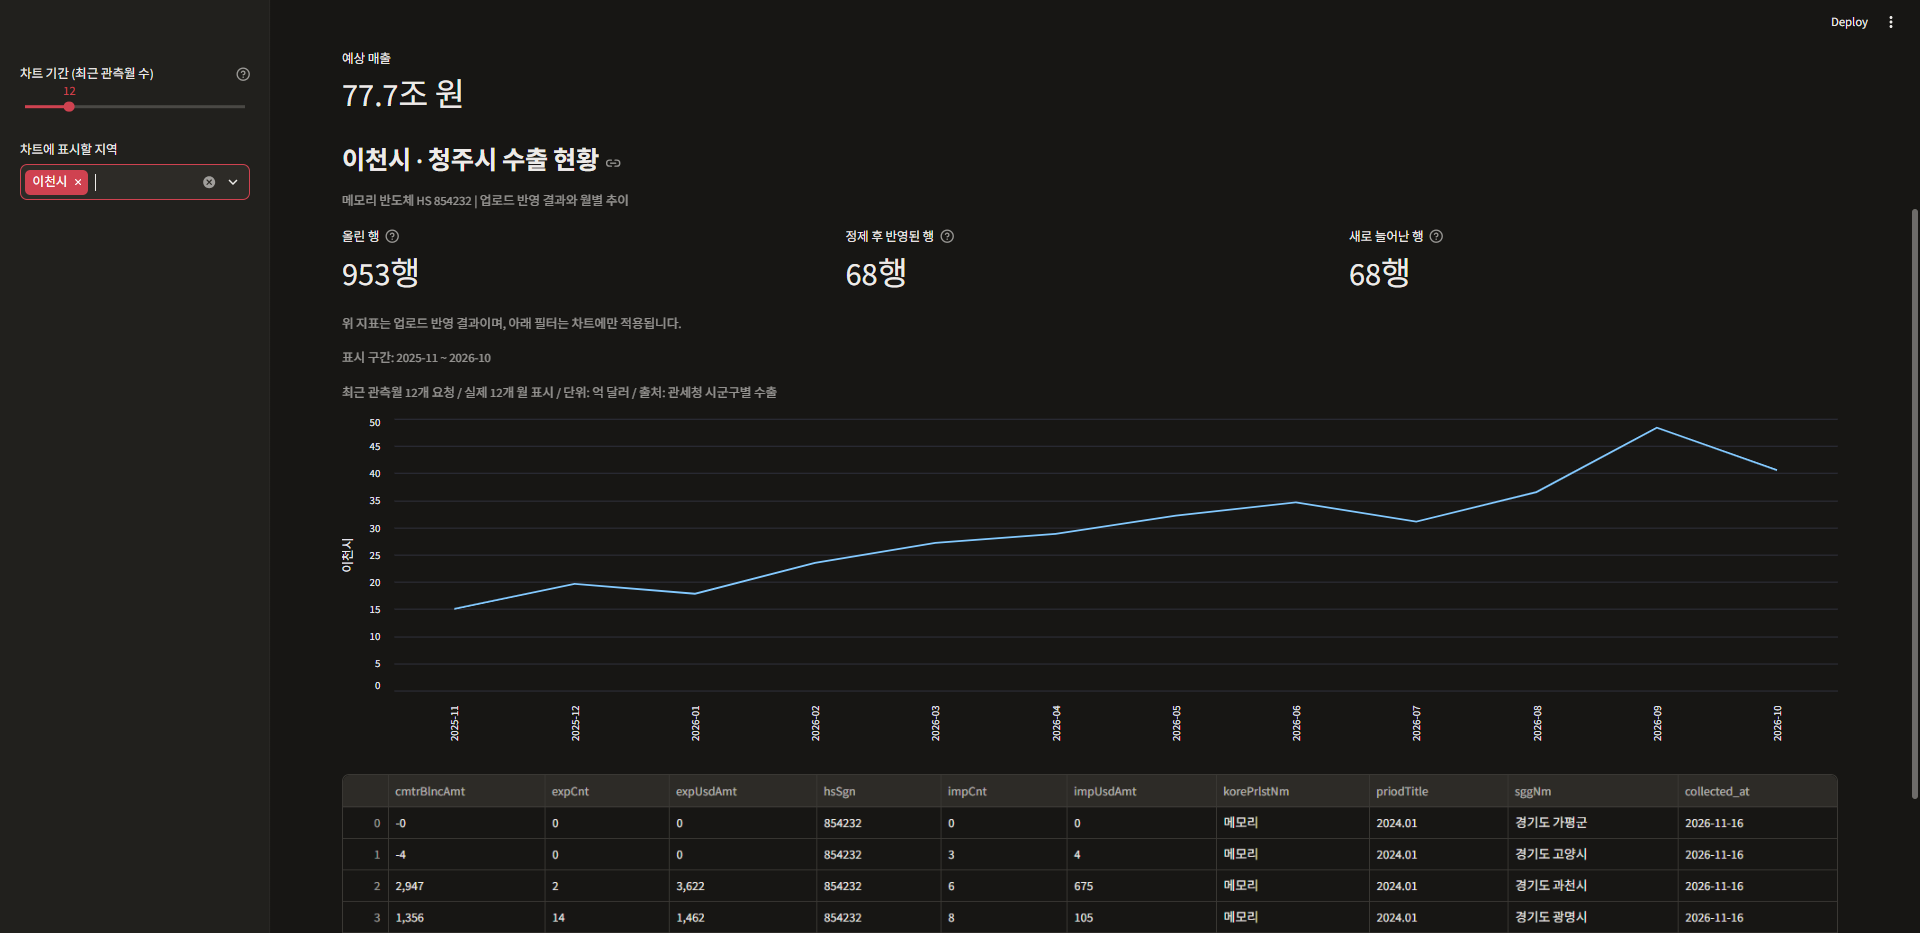 Deploy
차트 기간 (최근 관측월 수)
12
차트에 표시할 지역
이천시
예상 매출
77.7조 원
이천시 · 청주시 수출 현황
메모리 반도체 HS 854232 | 업로드 반영 결과와 월별 추이
올린 행 정제 후 반영된 행 새로 늘어난 행
953행 68행 68행
위 지표는 업로드 반영 결과이며, 아래 필터는 차트에만 적용됩니다.
표시 구간: 2025-11 ~ 2026-10
최근 관측월 12개 요청 / 실제 12개 월 표시 / 단위: 억 달러 / 출처: 관세청 시군구별 수출
이천시
50
45
40
35
30
25
20
15
10
5
0
2025-11 2025-12 2026-01 2026-02 2026-03 2026-04 2026-05 2026-06 2026-07 2026-08 2026-09 2026-10
cmtrBlncAmt expCnt expUsdAmt hsSgn impCnt impUsdAmt korePrlstNm priodTitle sggNm collected_at
0 -0 0 0 854232 0 0 메모리 2024.01 경기도 가평군 2026-11-16
1 -4 0 0 854232 3 4 메모리 2024.01 경기도 고양시 2026-11-16
2 2,947 2 3,622 854232 6 675 메모리 2024.01 경기도 과천시 2026-11-16
3 1,356 14 1,462 854232 8 105 메모리 2024.01 경기도 광명시 2026-11-16